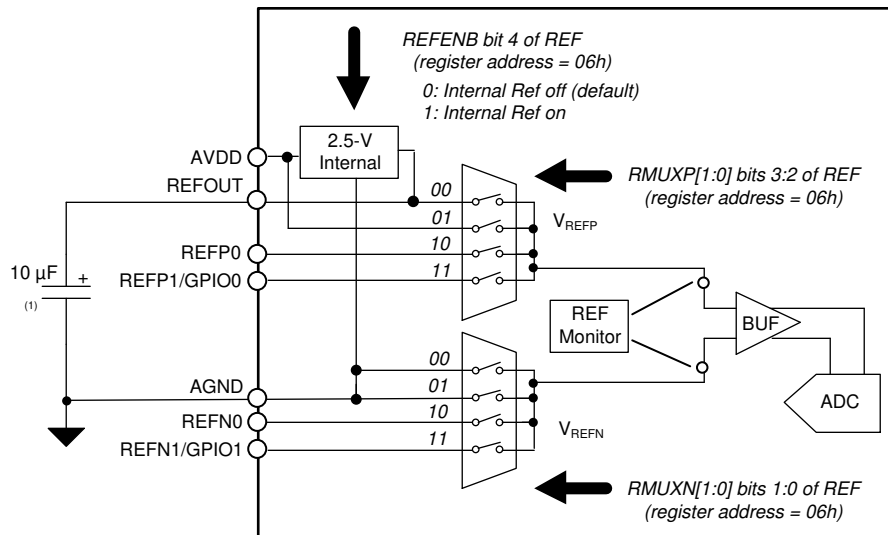 REFENB bit 4 of REF
(register address = 06h)
0: Internal Ref off (default)
1: Internal Ref on
2.5-V
Internal
AVDD
REFOUT
00
RMUXP[1:0] bits 3:2 of REF
(register address = 06h)
01
VREFP
REFP0
10
10 µF
+
(1)
REFP1/GPIO0
11
REF
Monitor
BUF
00
AGND
01
ADC
REFN0
10
VREFN
REFN1/GPIO1
11
RMUXN[1:0] bits 1:0 of REF
(register address = 06h)